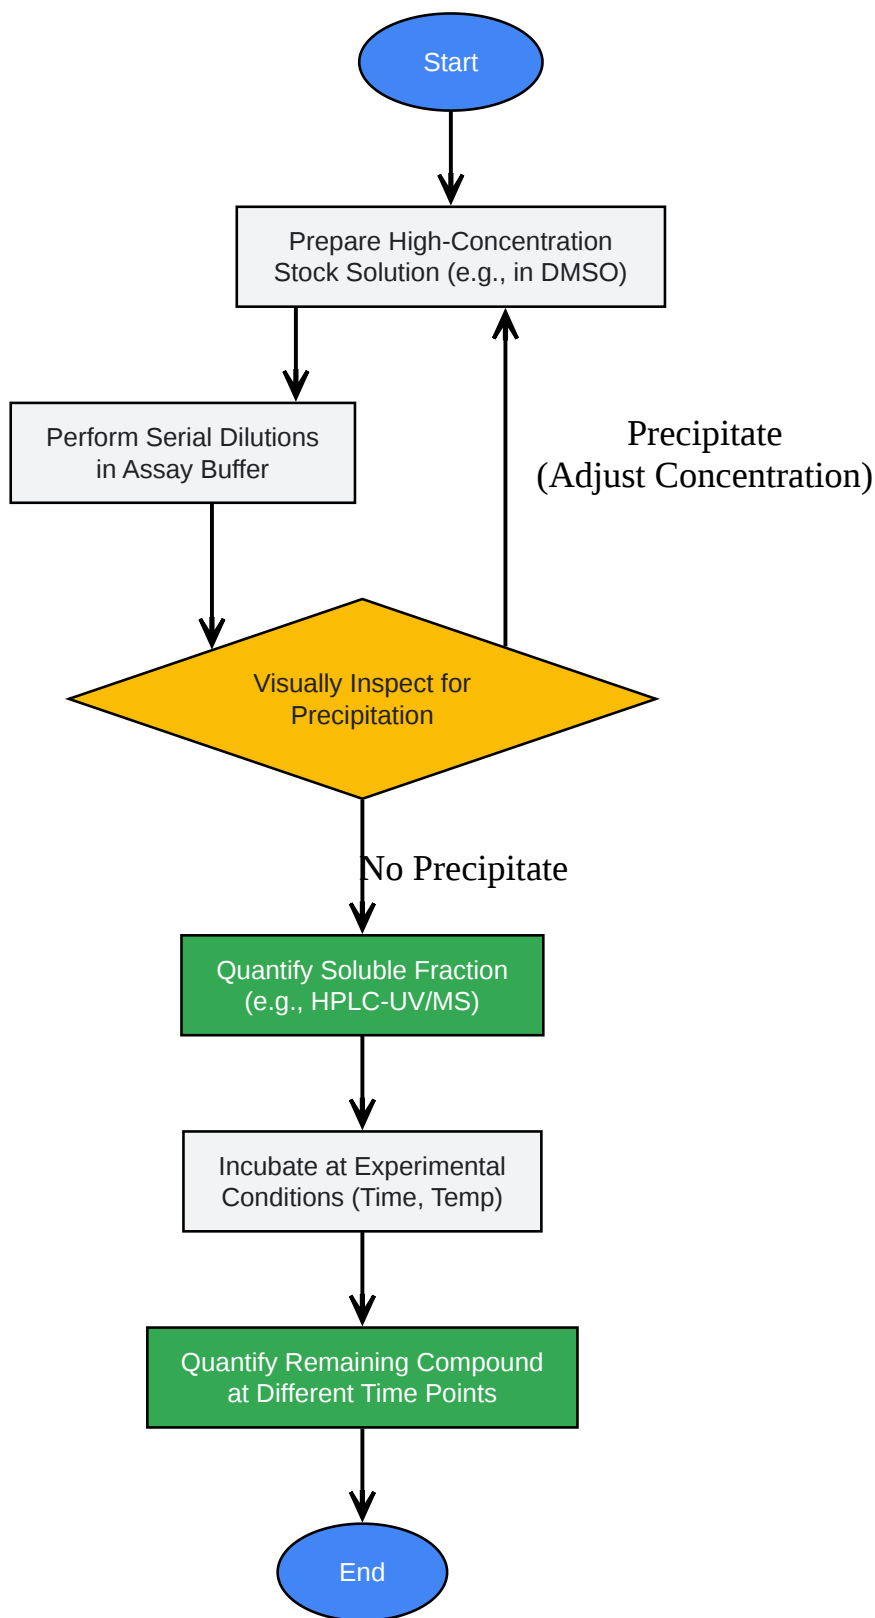 Start
Prepare High-Concentration
Stock Solution (e.g., in DMSO)
Perform Serial Dilutions
in Assay Buffer
Precipitate
(Adjust Concentration)
Visually Inspect for
Precipitation
No Precipitate
Quantify Soluble Fraction
(e.g., HPLC-UV/MS)
Incubate at Experimental
Conditions (Time, Temp)
Quantify Remaining Compound
at Different Time Points
End